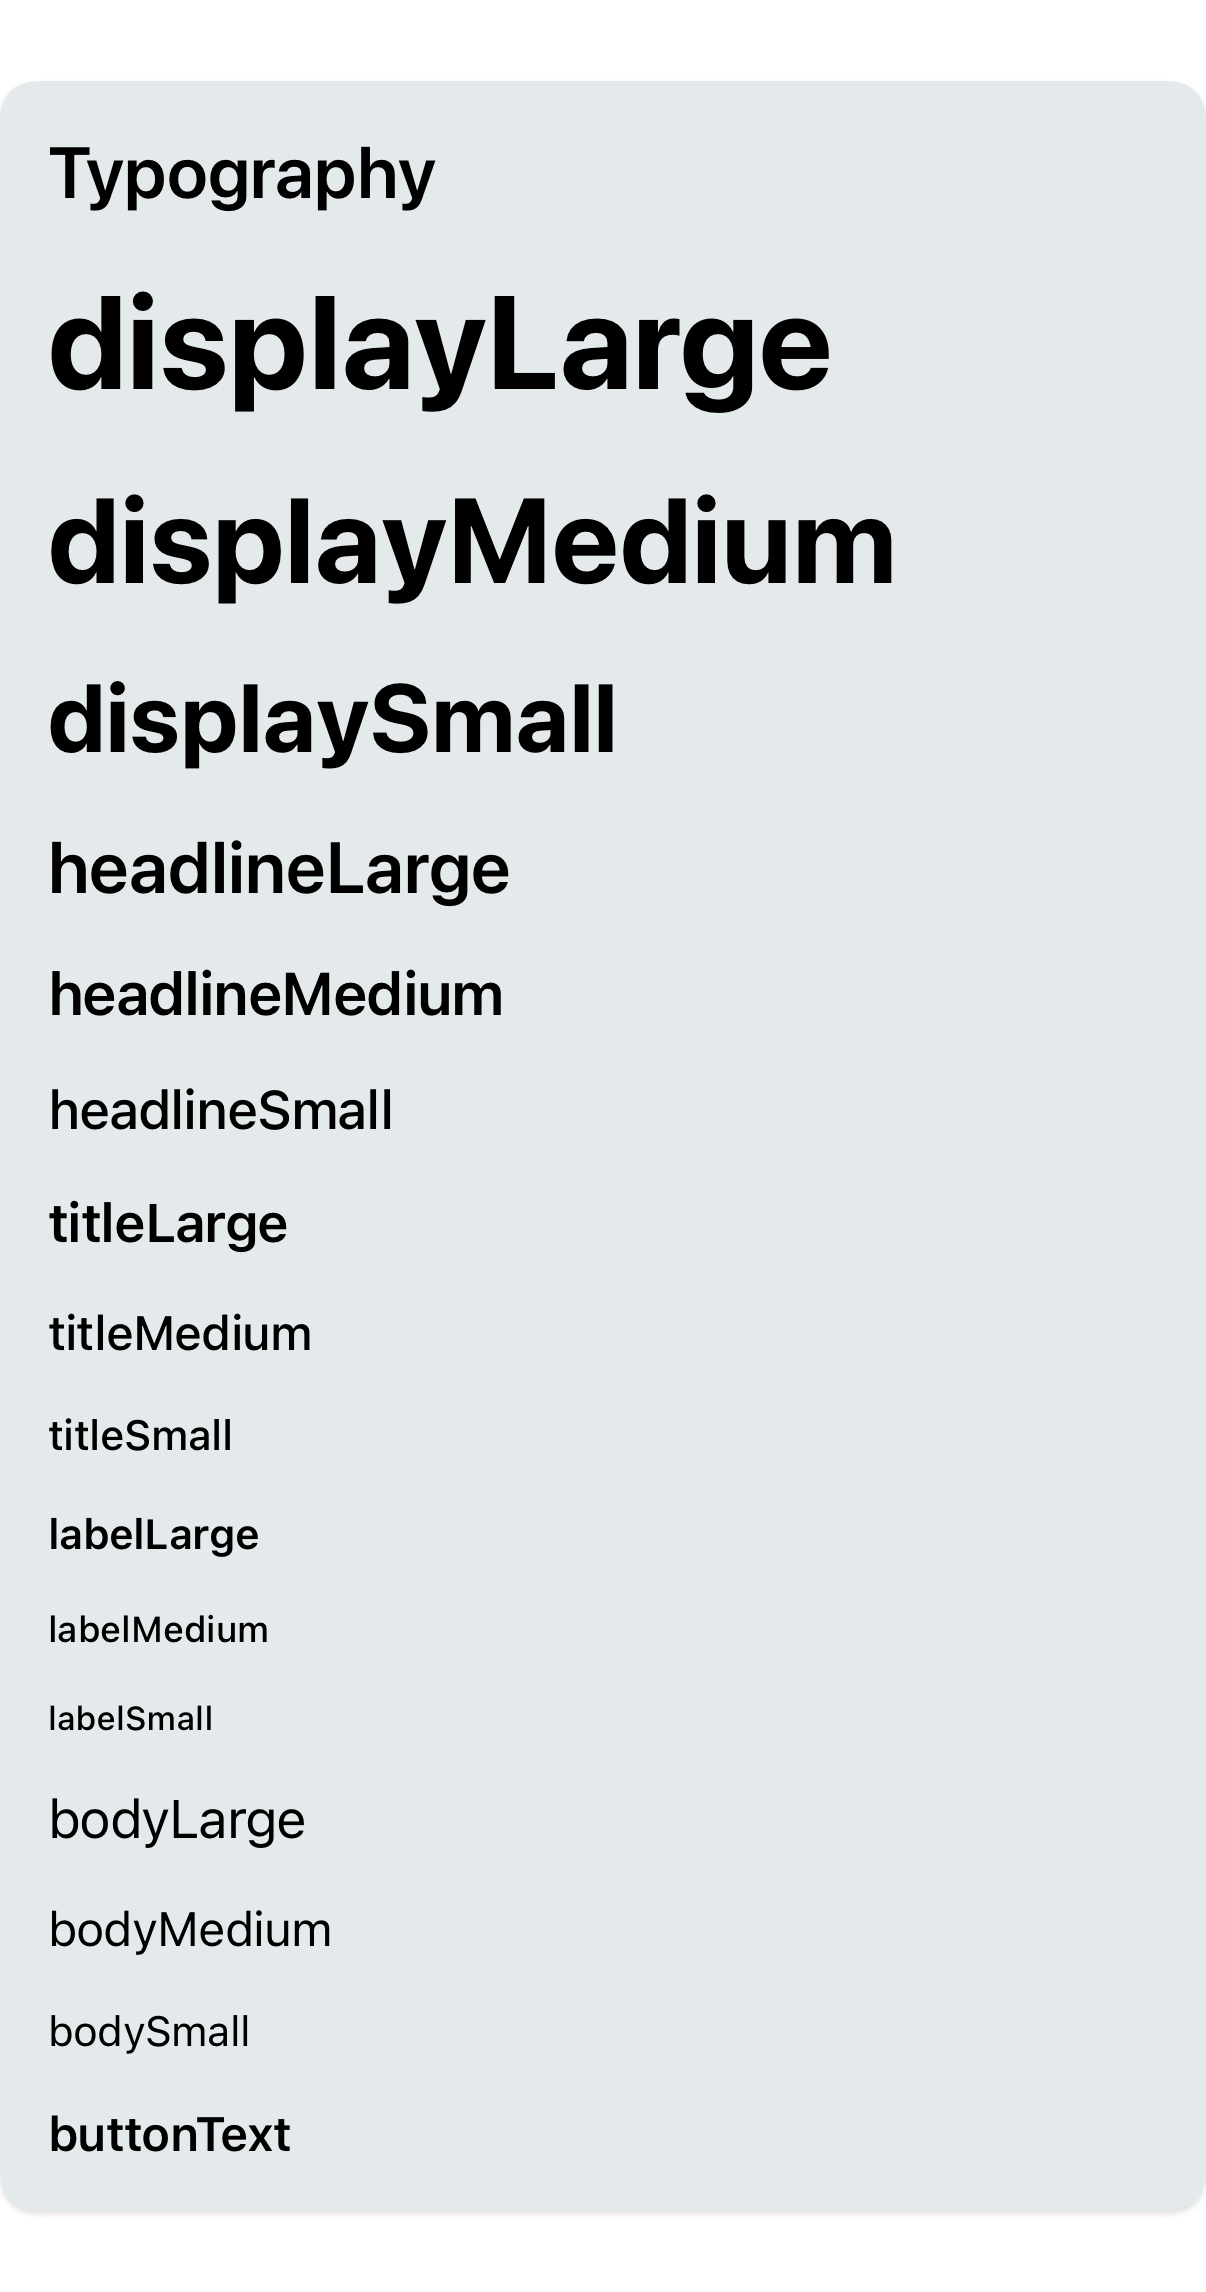 Typography
displayLarge
displayMedium
displaySmall
headlineLarge
headlineMedium
headlineSmall
titleLarge
titleMedium
titleSmall
labelLarge
labelMedium
labelSmall
bodyLarge
bodyMedium
bodySmall
buttonText